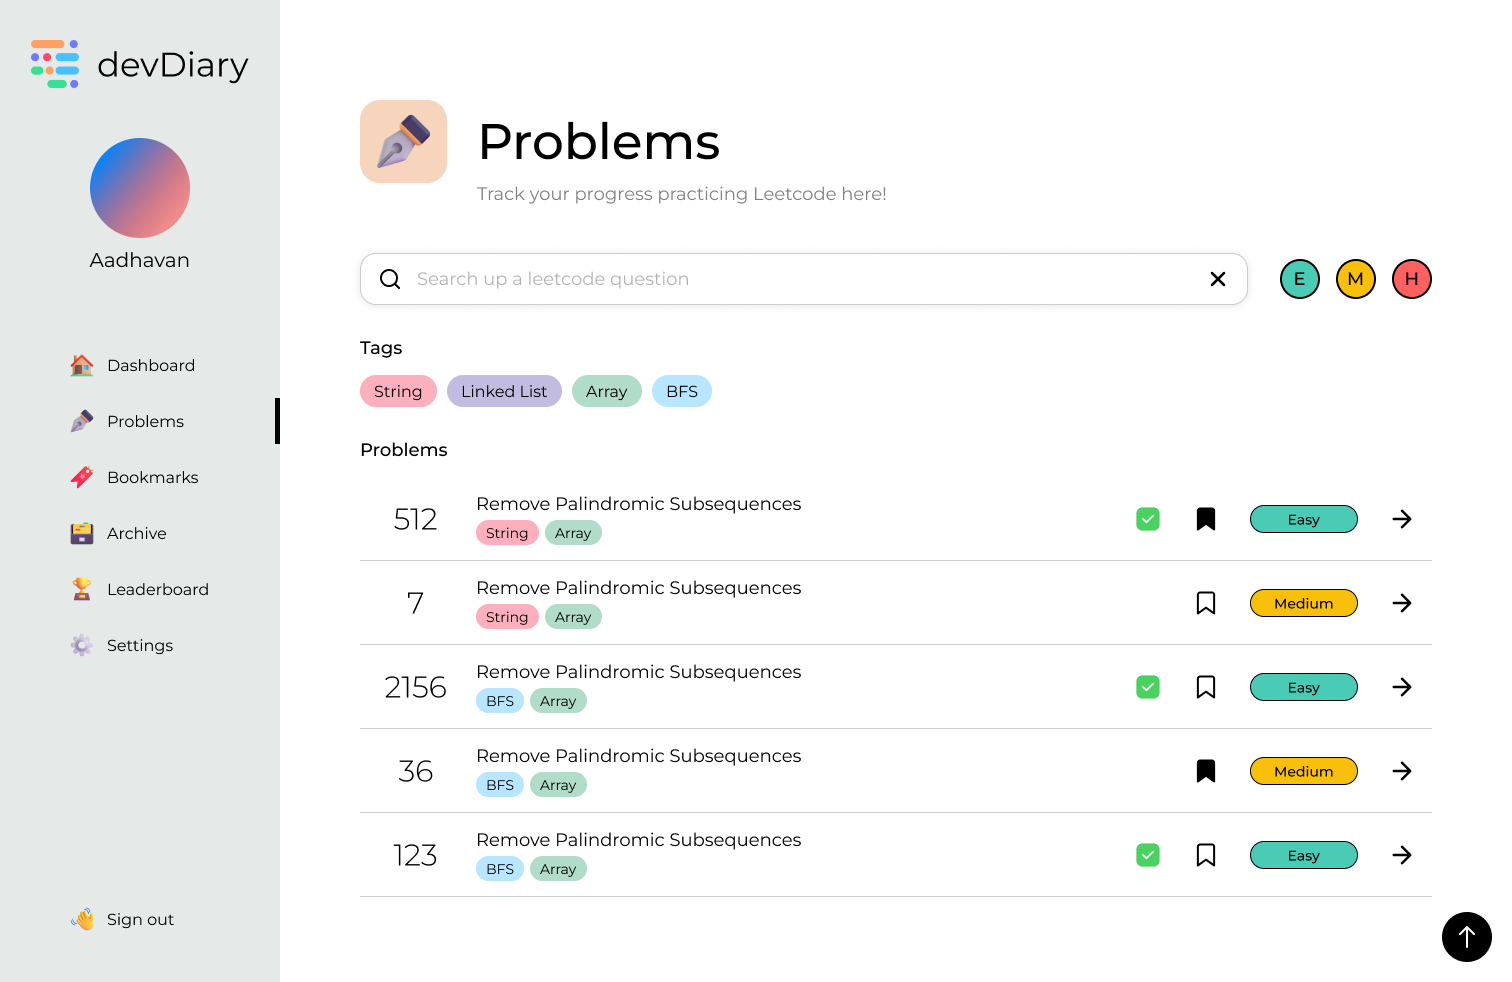 devDiary
Aadhavan
Dashboard
Problems
Bookmarks
Archive
Leaderboard
Settings
Sign out
Problems
Track your progress practicing Leetcode here!
Search up a leetcode question
E M H
Tags
String Linked List Array BFS
Problems
512 Remove Palindromic Subsequences
String Array Easy
7 Remove Palindromic Subsequences
String Array Medium
2156 Remove Palindromic Subsequences
BFS Array Easy
36 Remove Palindromic Subsequences
BFS Array Medium
123 Remove Palindromic Subsequences
BFS Array Easy